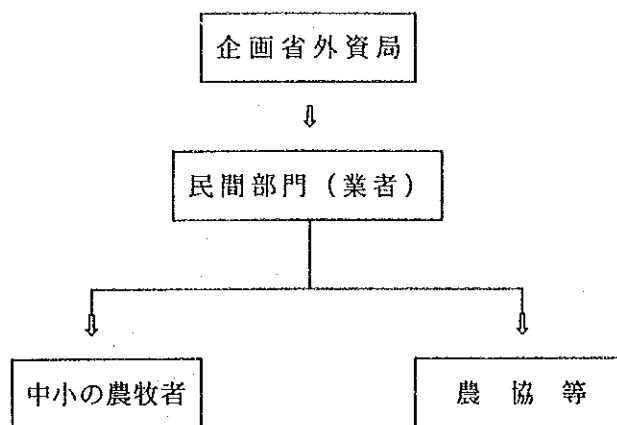 企画省外資局
民間部門（業者）
中小の農牧者
農協等